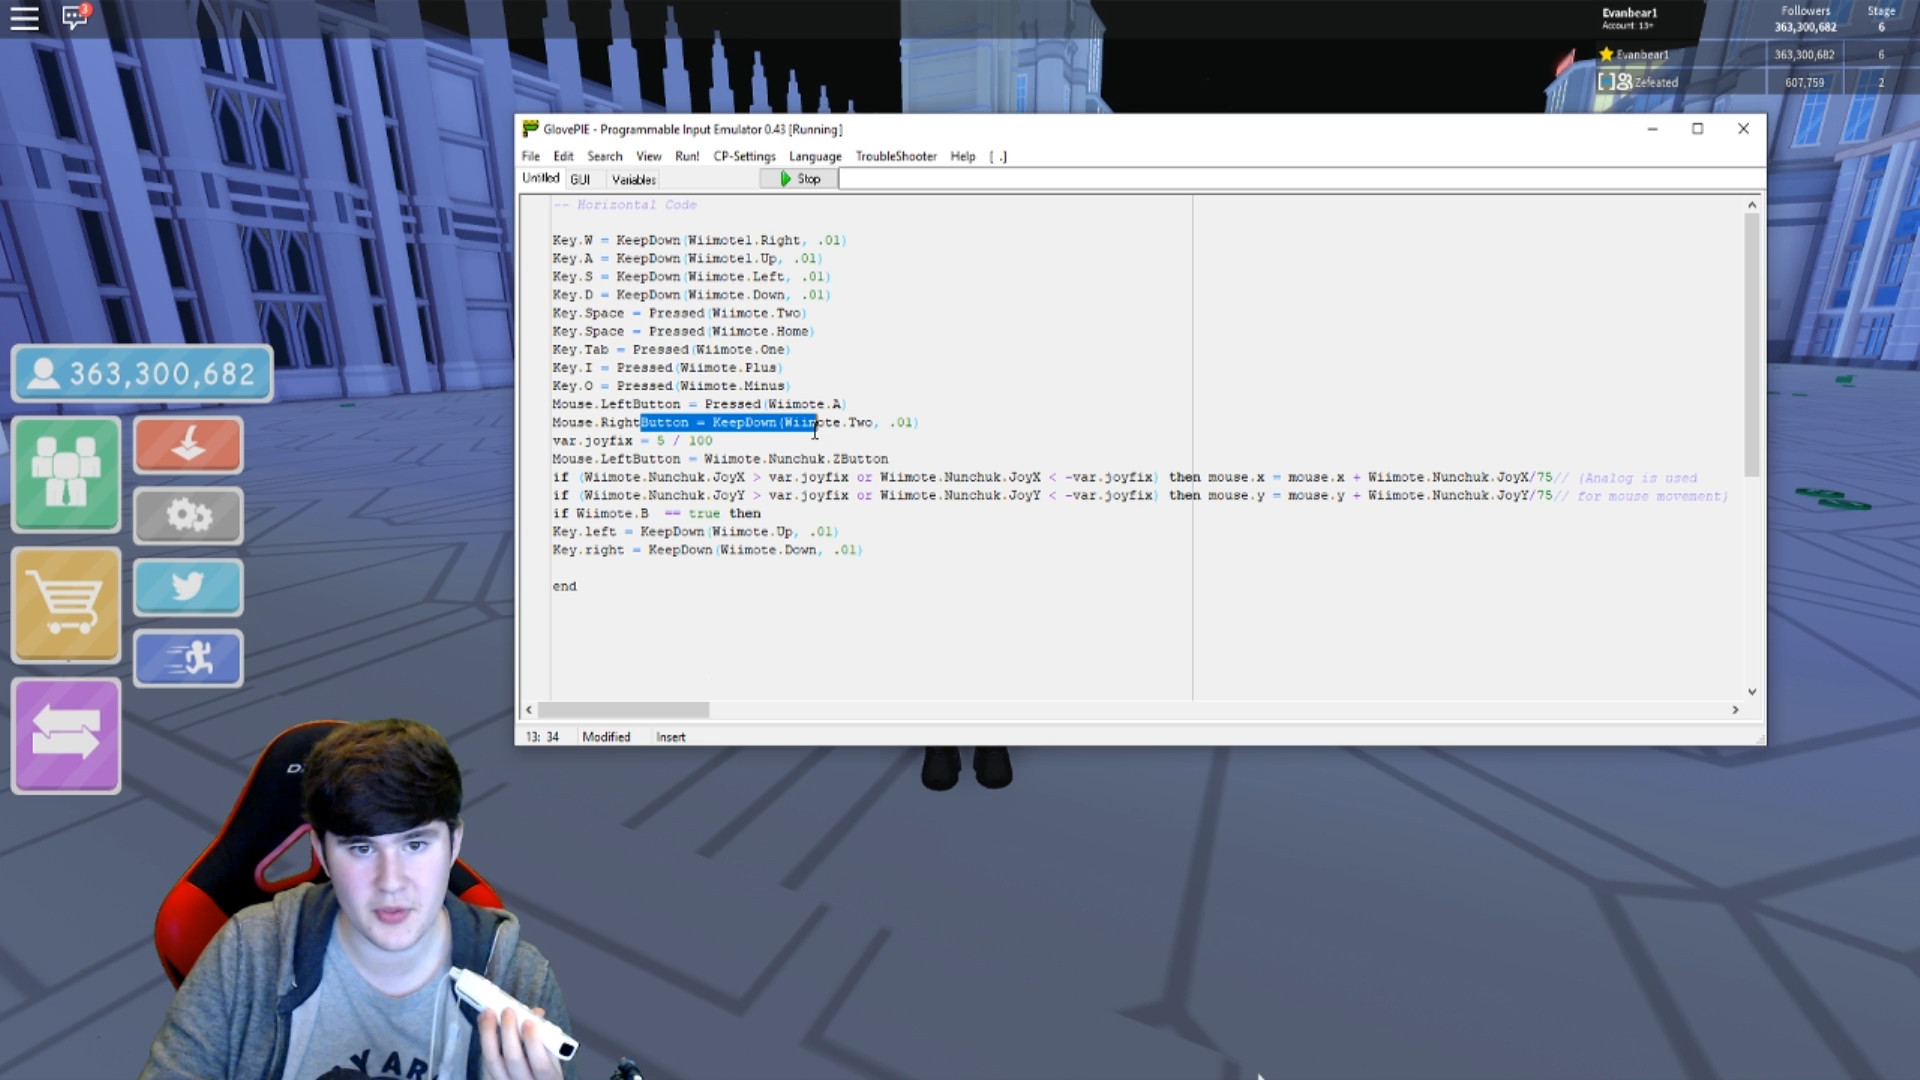 3
Evanbear1
Account: 13+
Followers
363,300,682
Stage
6
Evanbear1 363,300,682 6
Zefeated 607,759 2
GlovePIE - Programmable Input Emulator 0.43 [Running]
File Edit Search View Run! CP-Settings Language TroubleShooter Help [ .]
Untitled GUI Variables Stop
-- Horizontal Code
Key.W = KeepDown(Wiimote1.Right, .01)
Key.A = KeepDown(Wiimote1.Up, .01)
Key.S = KeepDown(Wiimote.Left, .01)
Key.D = KeepDown(Wiimote.Down, .01)
Key.Space = Pressed(Wiimote.Two)
Key.Space = Pressed(Wiimote.Home)
Key.Tab = Pressed(Wiimote.One)
Key.I = Pressed(Wiimote.Plus)
Key.O = Pressed(Wiimote.Minus)
Mouse.LeftButton = Pressed(Wiimote.A)
Mouse.RightButton = KeepDown(Wiimote.Two, .01)
var.joyfix = 5 / 100
Mouse.LeftButton = Wiimote.Nunchuk.ZButton
if (Wiimote.Nunchuk.JoyX > var.joyfix or Wiimote.Nunchuk.JoyX < -var.joyfix) then mouse.x = mouse.x + Wiimote.Nunchuk.JoyX/75// (Analog is used
if (Wiimote.Nunchuk.JoyY > var.joyfix or Wiimote.Nunchuk.JoyY < -var.joyfix) then mouse.y = mouse.y + Wiimote.Nunchuk.JoyY/75// for mouse movement)
if Wiimote.B == true then
Key.left = KeepDown(Wiimote.Up, .01)
Key.right = KeepDown(Wiimote.Down, .01)
end
13: 34 Modified Insert
363,300,682